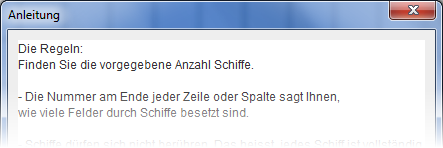 Anleitung
Die Regeln:
Finden Sie die vorgegebene Anzahl Schiffe.
- Die Nummer am Ende jeder Zeile oder Spalte sagt Ihnen,
wie viele Felder durch Schiffe besetzt sind.
- Schiffe dürfen sich nicht berühren. Das heisst, jedes Schiff ist vollständig